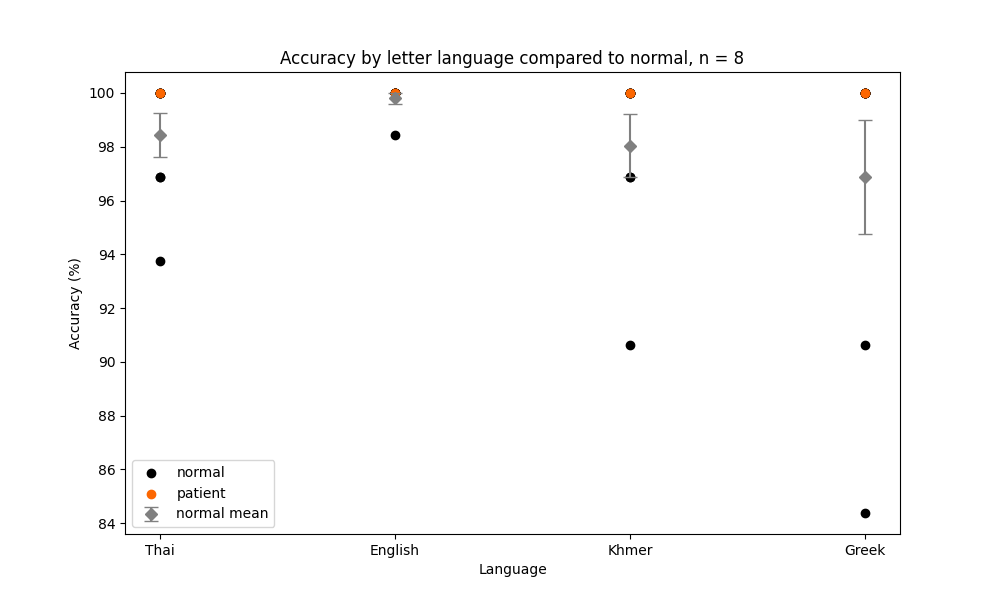 Accuracy by letter language compared to normal, n = 8
100
98
96
94
92
90
88
86
84
Accuracy (%)
normal
patient
normal mean
Thai English Khmer Greek
Language